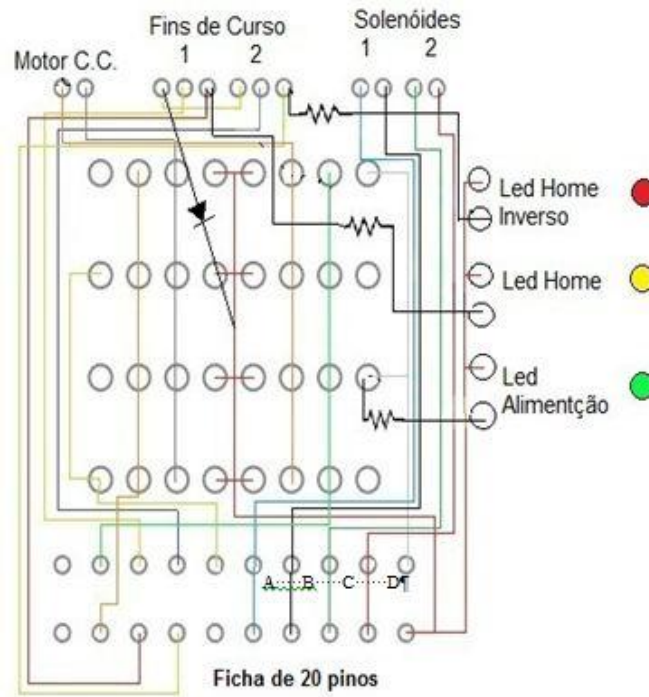 Fins de Curso
Solenóides
1
2
1
2
Motor C.C.
Led Home
Inverso
Led Home
Led
Alimentção
A·····B·····C·····D¶
Ficha de 20 pinos